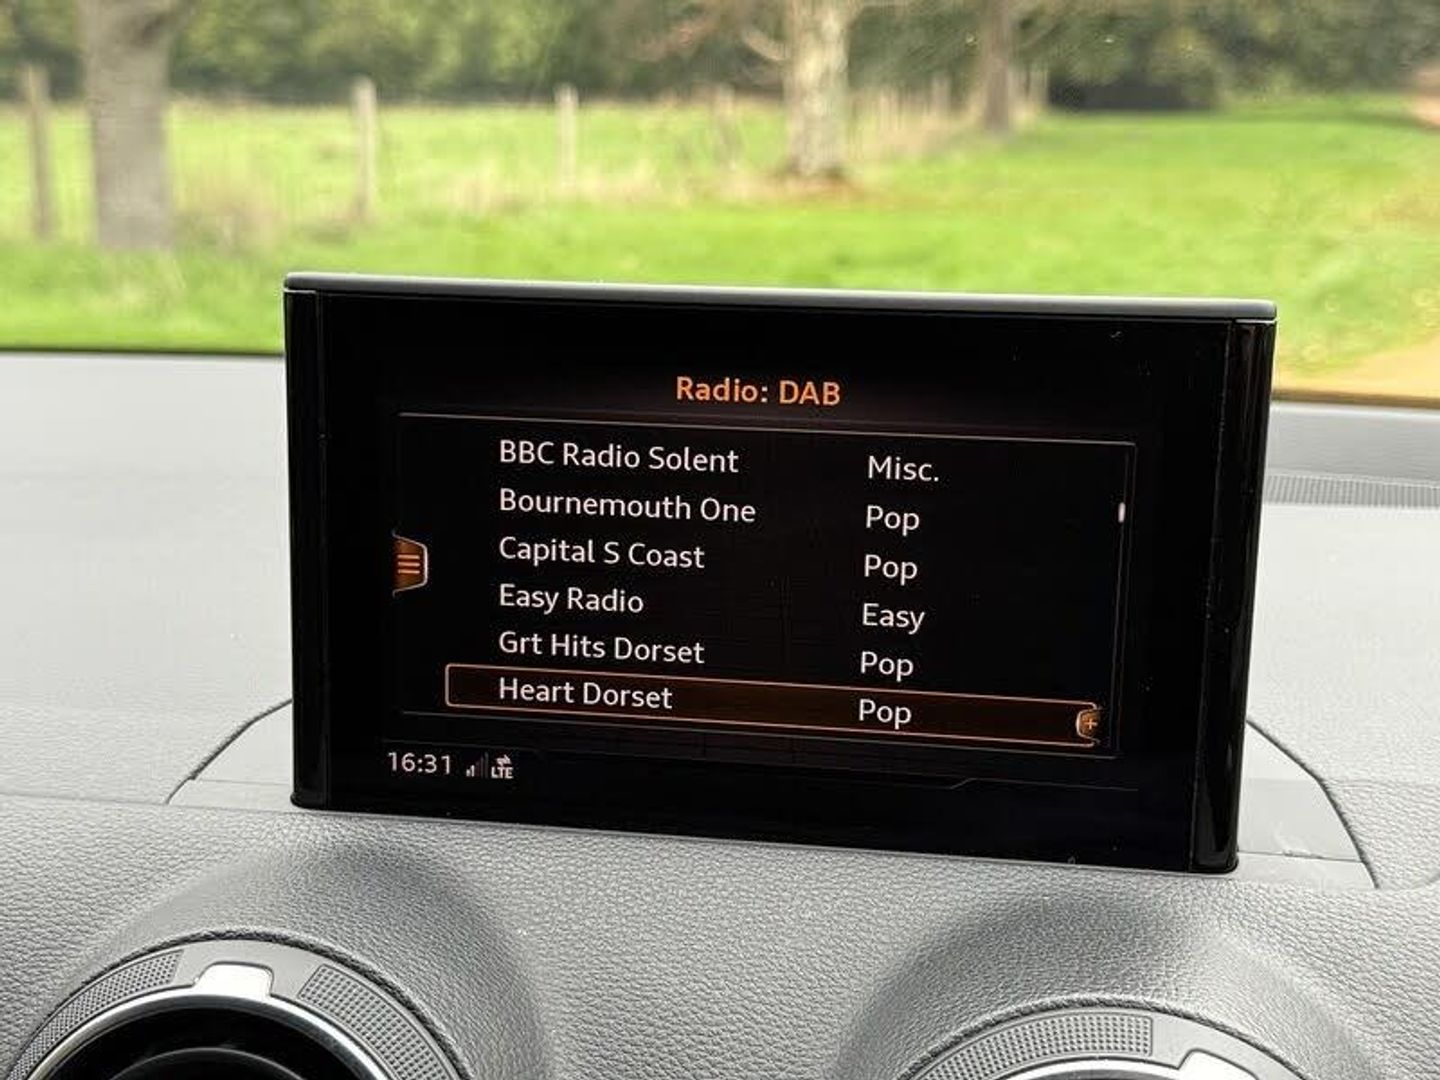 Radio: DAB
BBC Radio Solent Misc.
Bournemouth One Pop
Capital S Coast Pop
Easy Radio Easy
Grt Hits Dorset Pop
Heart Dorset Pop
16:31 LTE